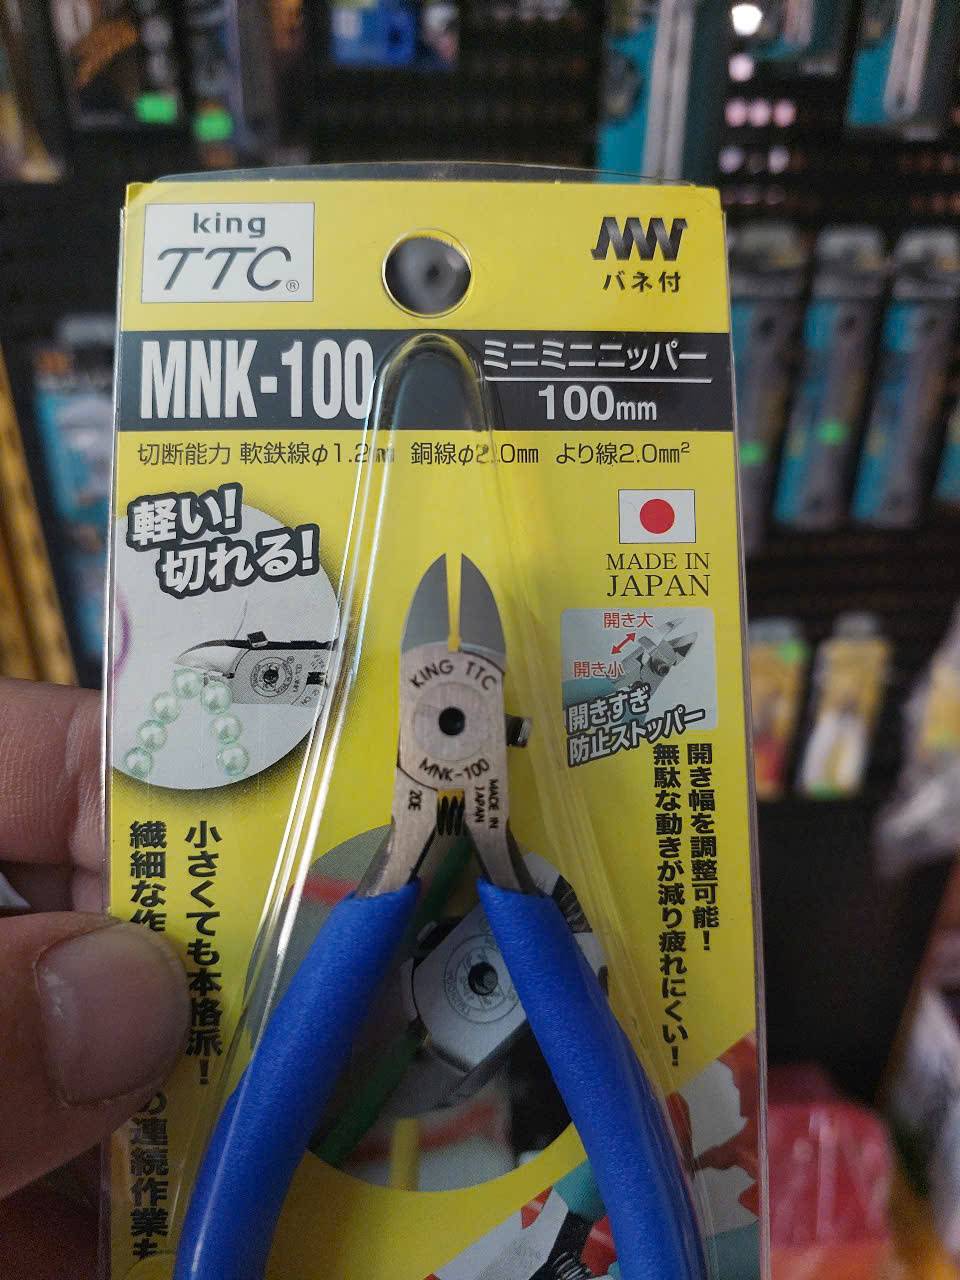 king
TTC®
バネ付
MNK-100
ミニミニニッパー
100mm
切断能力 軟鉄線φ1.2mm 銅線φ2.0mm より線2.0mm²
軽い!
切れる!
MADE IN
JAPAN
開き大
開き小
開きすぎ
防止ストッパー
開き幅を調整可能!
無駄な動きが減り疲れにくい!
KING TTC
MNK-100
20E
MADE IN
JAPAN
MNK-100
小さくても本格派!
繊細な作
の連続作業も